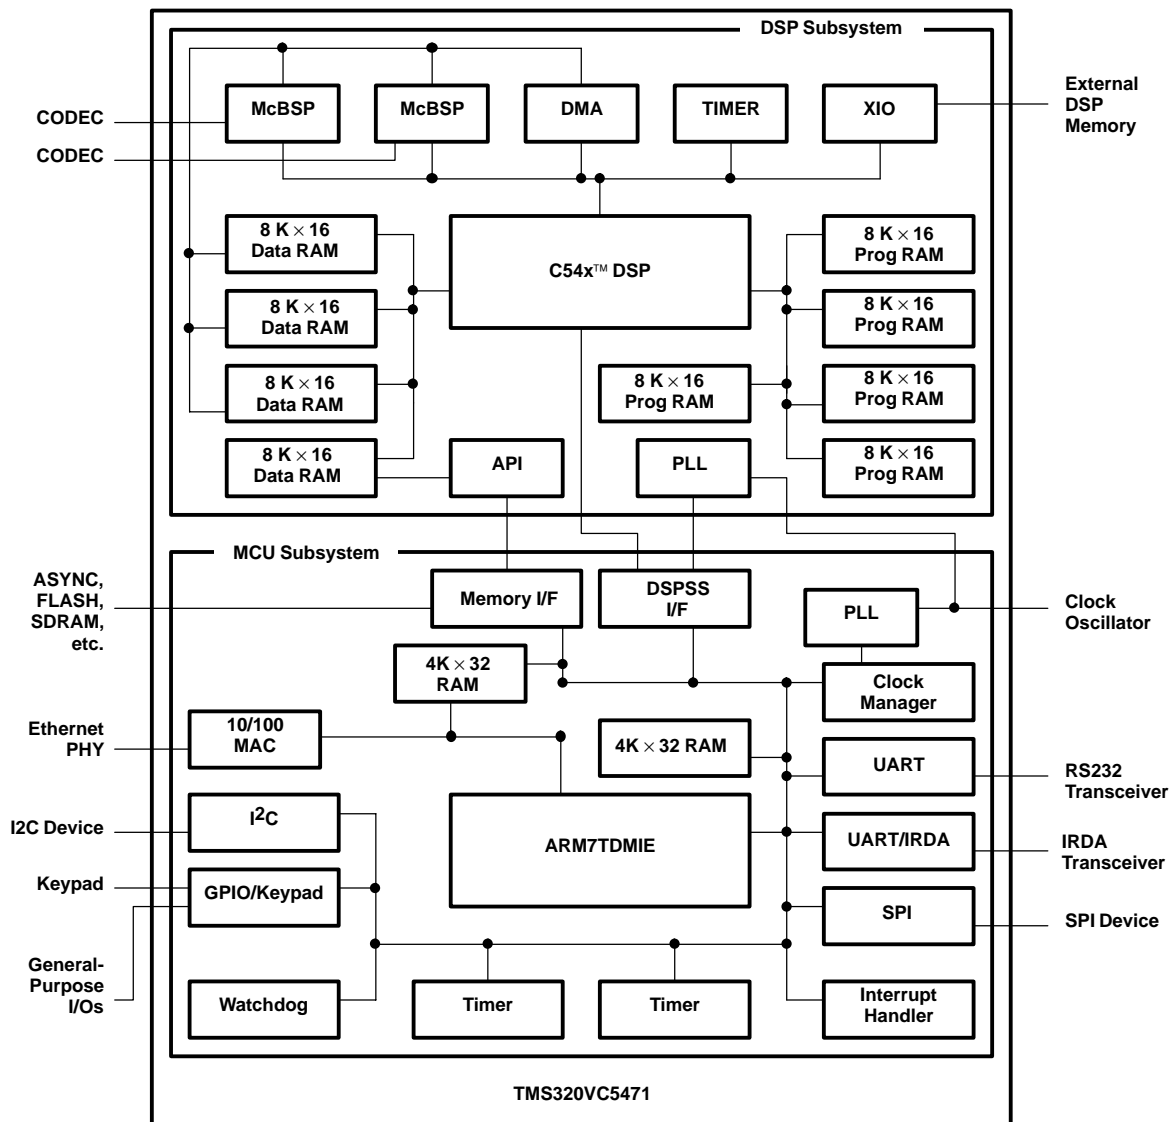 DSP Subsystem
McBSP
McBSP
DMA
TIMER
XIO
External
DSP
Memory
CODEC
CODEC
8 K × 16
Data RAM
C54x™ DSP
8 K × 16
Prog RAM
8 K × 16
Data RAM
8 K × 16
Prog RAM
8 K × 16
Data RAM
8 K × 16
Prog RAM
8 K × 16
Prog RAM
8 K × 16
Data RAM
API
PLL
8 K × 16
Prog RAM
MCU Subsystem
ASYNC,
FLASH,
SDRAM,
etc.
Memory I/F
DSPSS
I/F
PLL
Clock
Oscillator
4K × 32
RAM
Clock
Manager
Ethernet
PHY
10/100
MAC
4K × 32 RAM
UART
RS232
Transceiver
I2C Device
I²C
ARM7TDMIE
UART/IRDA
IRDA
Transceiver
Keypad
GPIO/Keypad
SPI
SPI Device
General-
Purpose
I/Os
Watchdog
Timer
Timer
Interrupt
Handler
TMS320VC5471